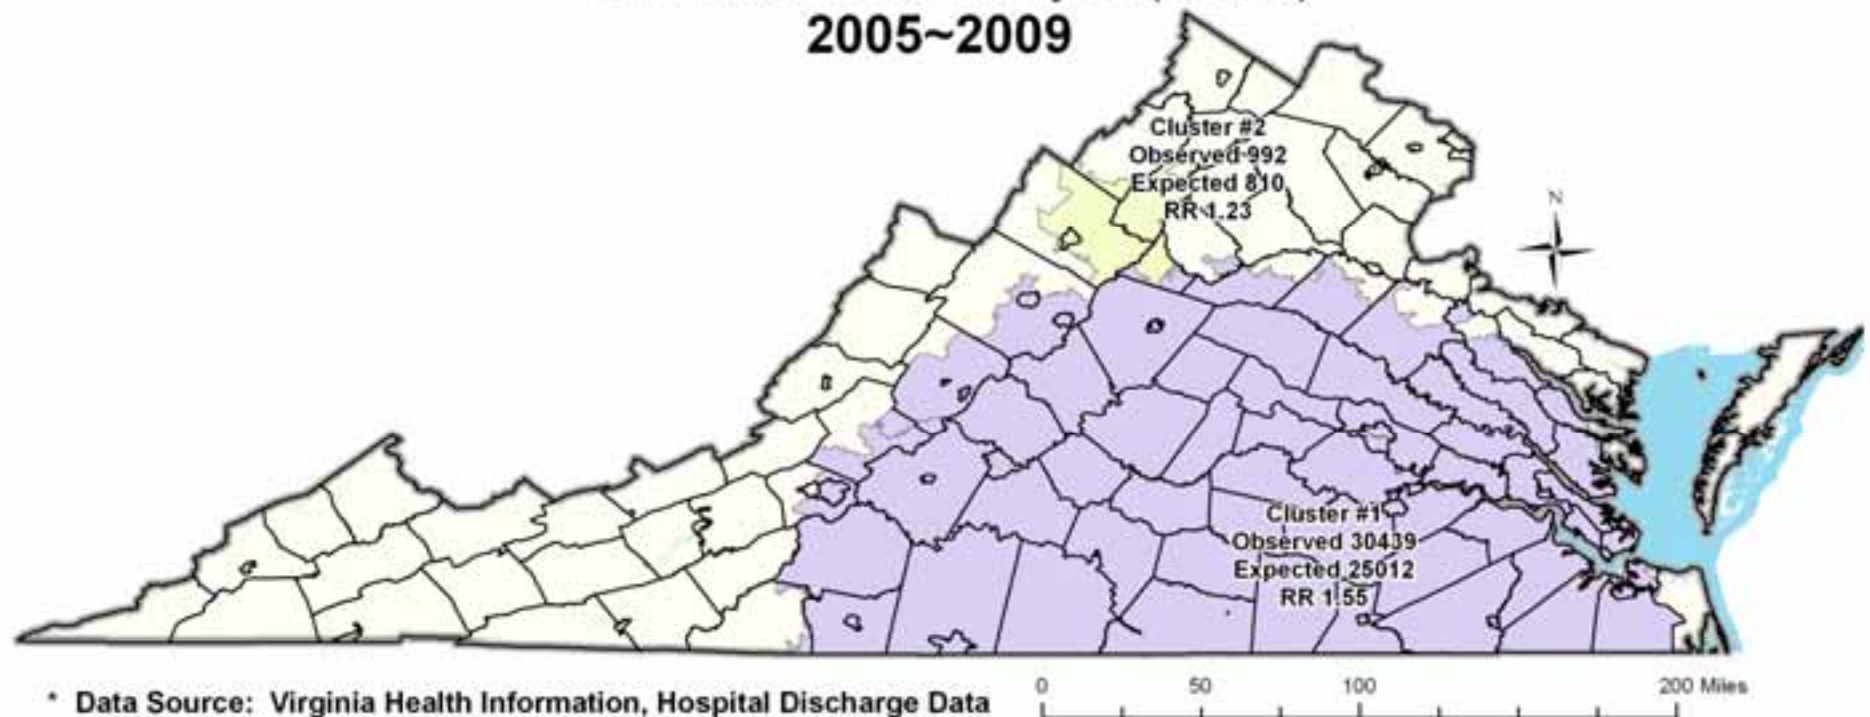 2005~2009
Cluster #2
Observed 992
Expected 810
RR 1.23
N
Cluster #1
Observed 30439
Expected 25012
RR 1.55
* Data Source: Virginia Health Information, Hospital Discharge Data
0 50 100 200 Miles